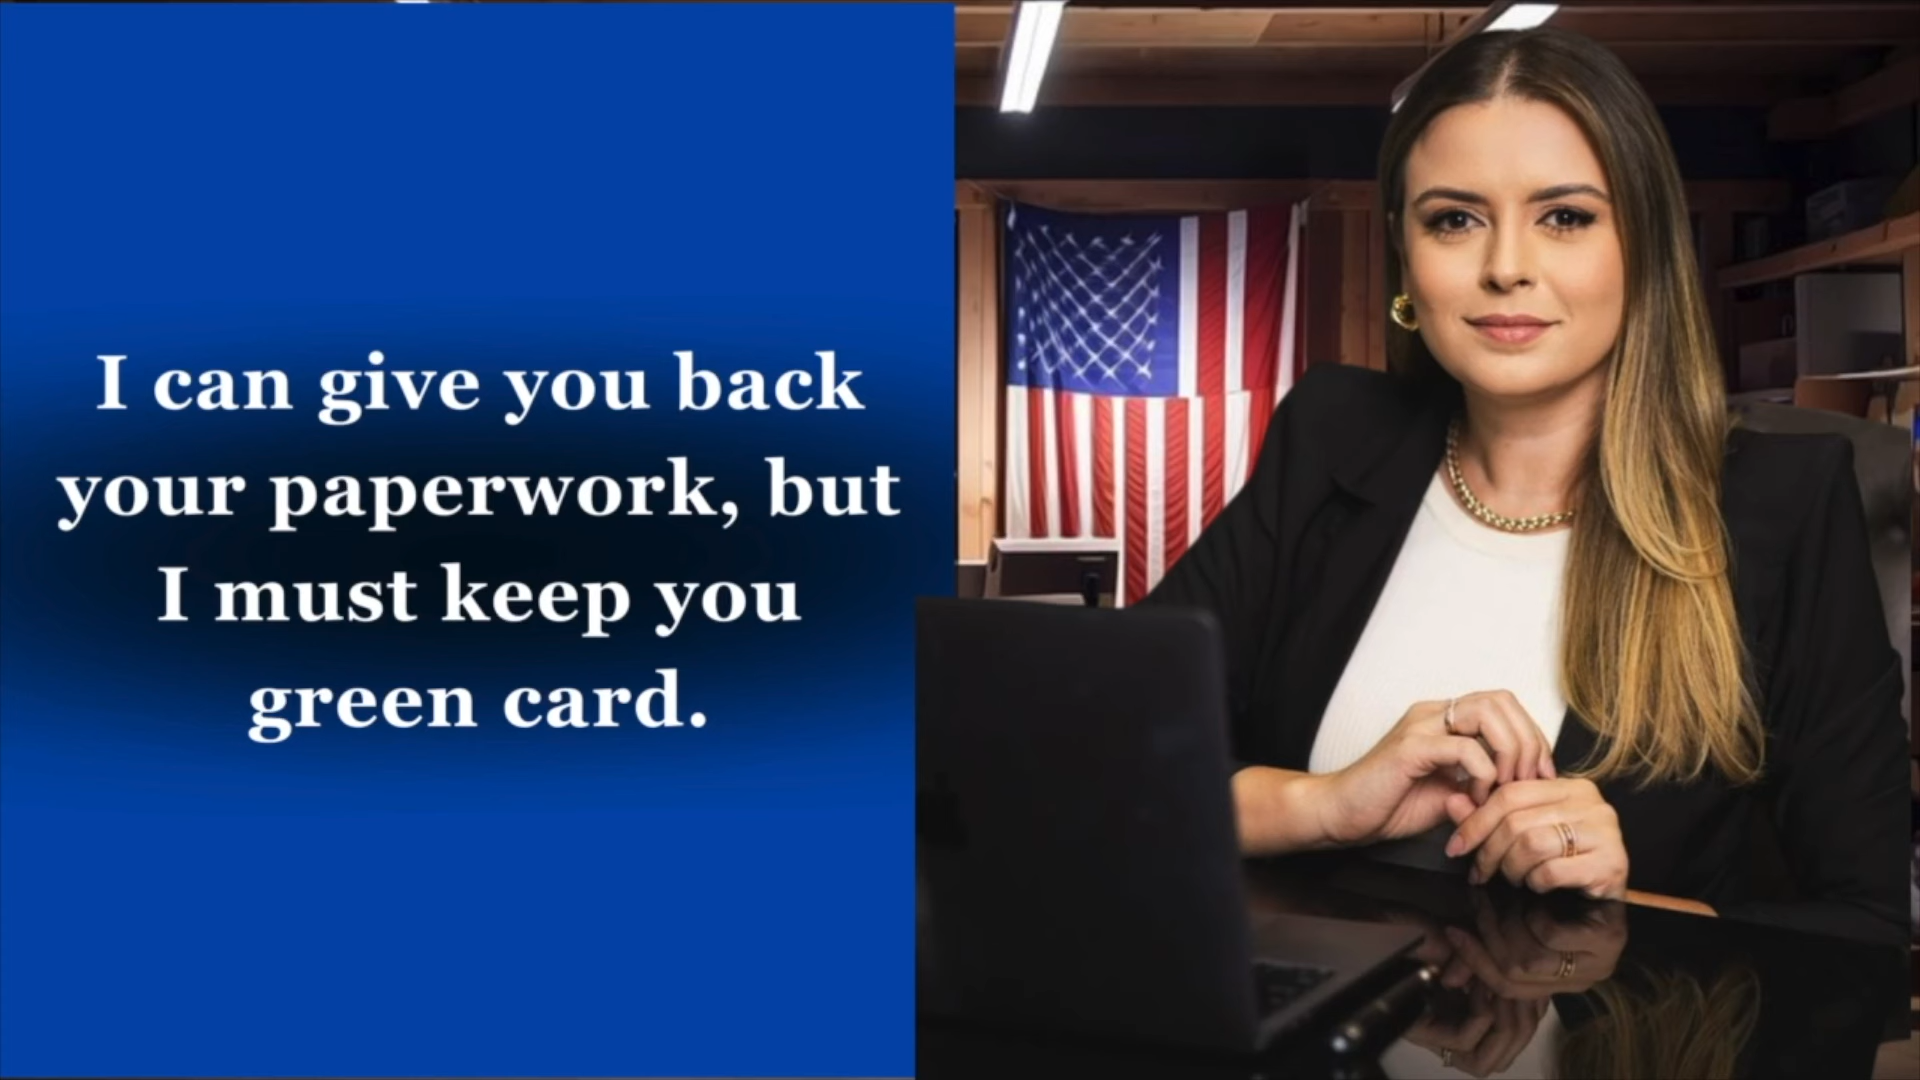 I can give you back
your paperwork, but
I must keep you
green card.